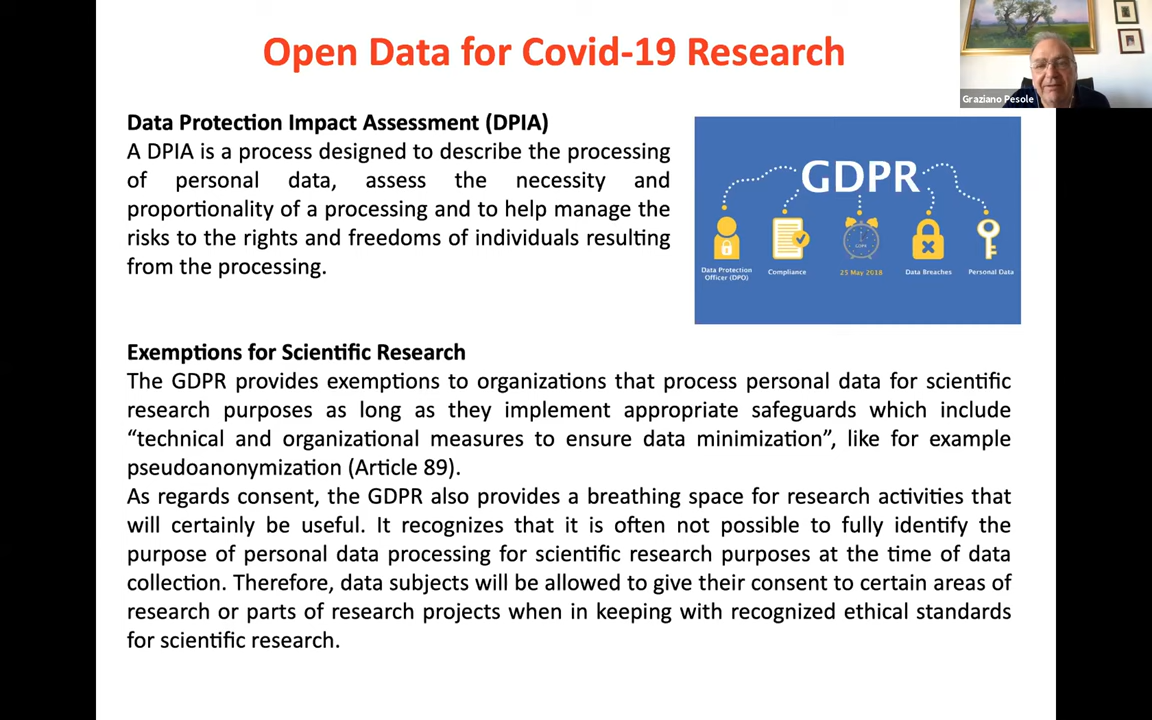 Open Data for Covid-19 Research
Graziano Pesole
Data Protection Impact Assessment (DPIA)
A DPIA is a process designed to describe the processing
of personal data, assess the necessity and
proportionality of a processing and to help manage the
risks to the rights and freedoms of individuals resulting
from the processing.
GDPR
GDPR
Data Protection
Officer (DPO)
Compliance
25 May 2018
Data Breaches
Personal Data
Exemptions for Scientific Research
The GDPR provides exemptions to organizations that process personal data for scientific
research purposes as long as they implement appropriate safeguards which include
“technical and organizational measures to ensure data minimization”, like for example
pseudoanonymization (Article 89).
As regards consent, the GDPR also provides a breathing space for research activities that
will certainly be useful. It recognizes that it is often not possible to fully identify the
purpose of personal data processing for scientific research purposes at the time of data
collection. Therefore, data subjects will be allowed to give their consent to certain areas of
research or parts of research projects when in keeping with recognized ethical standards
for scientific research.